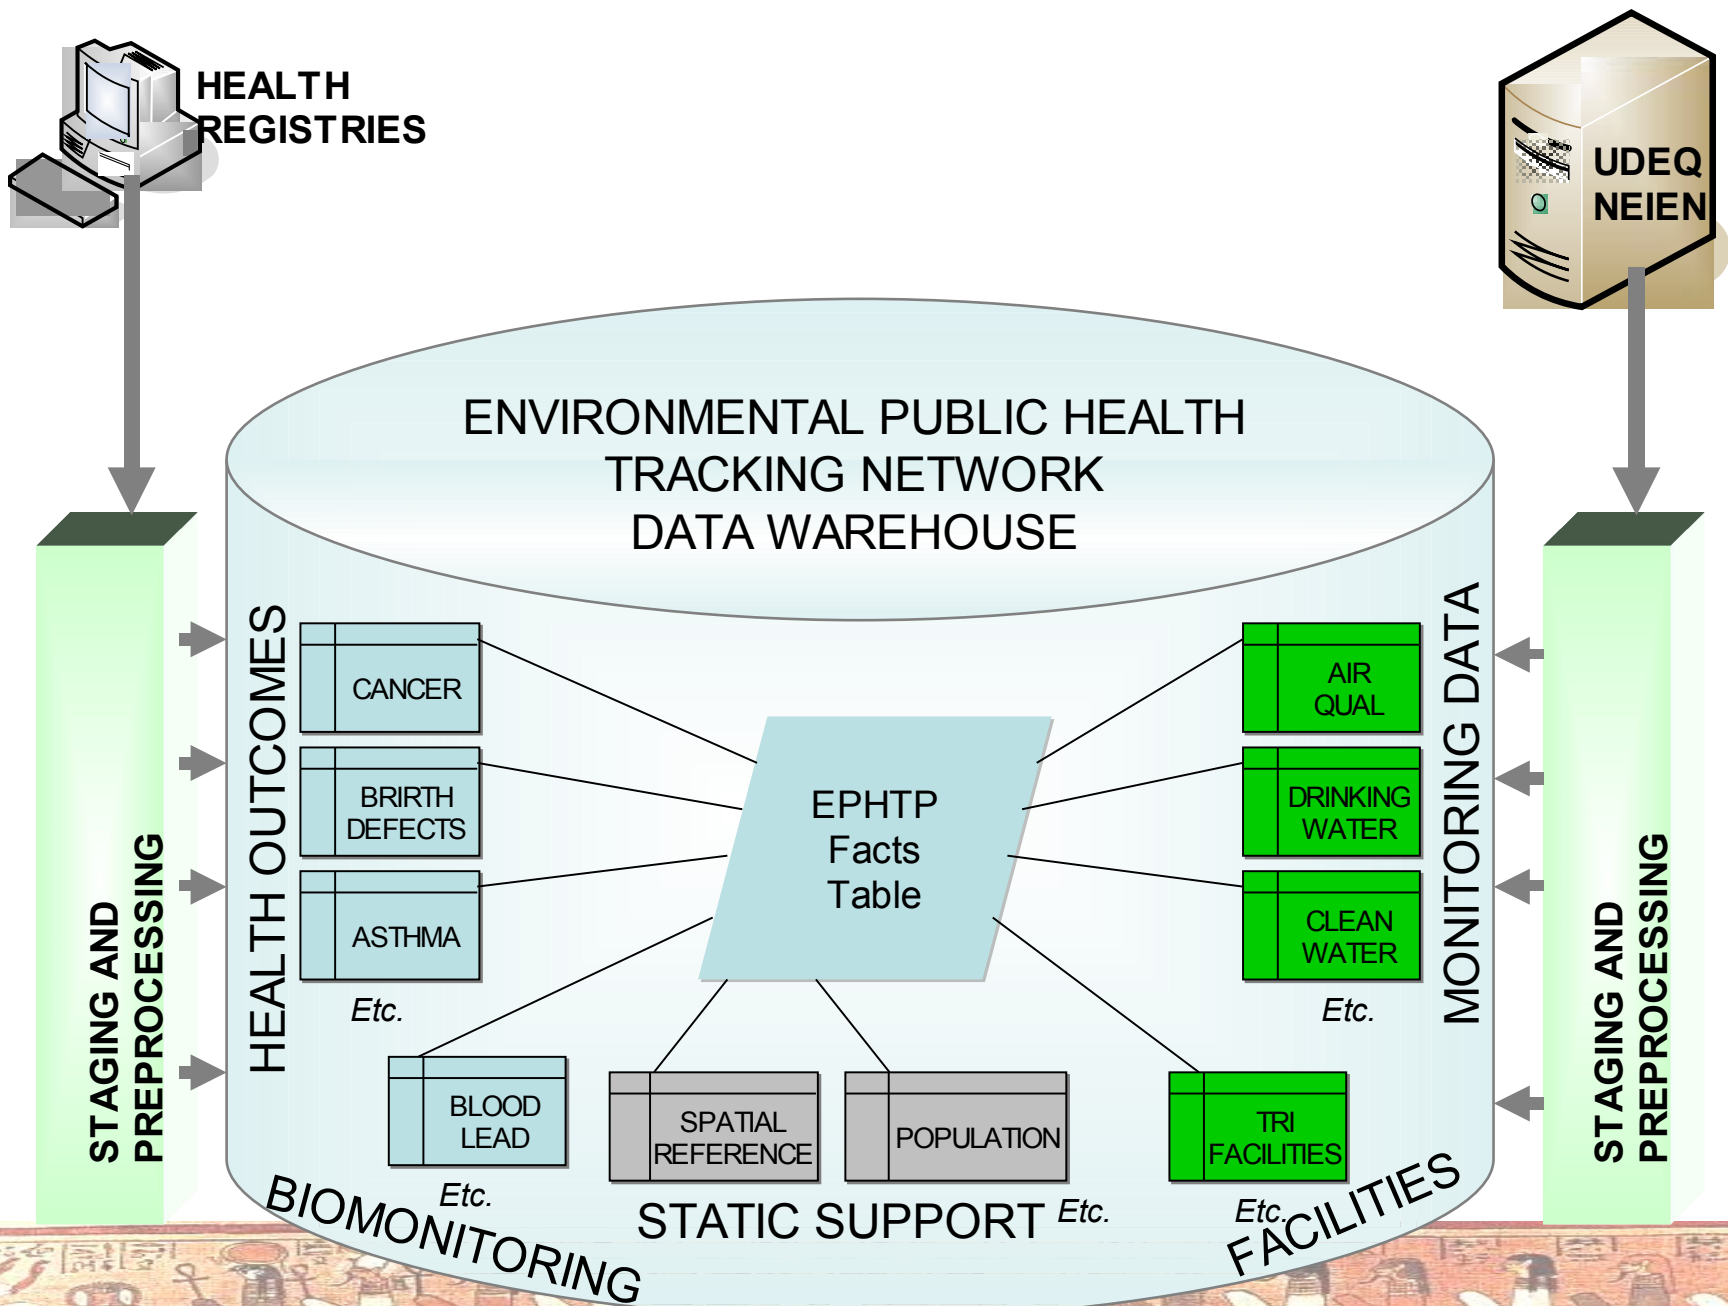 HEALTH
REGISTRIES
UDEQ
NEIEN
ENVIRONMENTAL PUBLIC HEALTH
TRACKING NETWORK
DATA WAREHOUSE
STAGING AND
PREPROCESSING
HEALTH OUTCOMES
CANCER
BRIRTH
DEFECTS
ASTHMA
Etc.
EPHTP
Facts
Table
AIR
QUAL
DRINKING
WATER
CLEAN
WATER
Etc.
MONITORING DATA
STAGING AND
PREPROCESSING
BLOOD
LEAD
Etc.
BIOMONITORING
SPATIAL
REFERENCE
POPULATION
STATIC SUPPORT
Etc.
TRI
FACILITIES
Etc.
FACILITIES